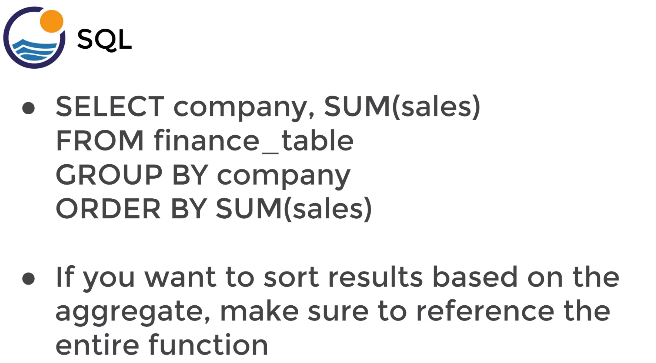 SQL
● SELECT company, SUM(sales)
FROM finance_table
GROUP BY company
ORDER BY SUM(sales)
● If you want to sort results based on the
aggregate, make sure to reference the
entire function